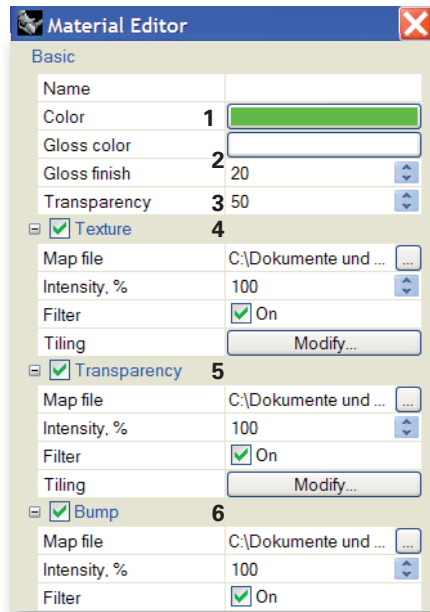 Material Editor
Basic
Name
Color 1
Gloss color
2
Gloss finish 20
Transparency 3 50
Texture 4
Map file C:\Dokumente und ... ...
Intensity, % 100
Filter On
Tiling Modify...
Transparency 5
Map file C:\Dokumente und ... ...
Intensity, % 100
Filter On
Tiling Modify...
Bump 6
Map file C:\Dokumente und ... ...
Intensity, % 100
Filter On